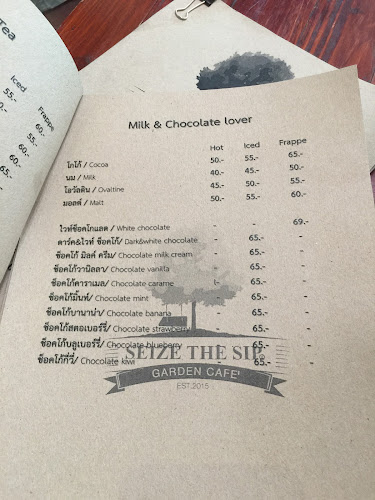 Tea
Iced Frappe
55.- 60.-
55.-
55.- 60.-
60.-
Milk & Chocolate lover
Hot Iced Frappe
โกโก้ / Cocoa 50.- 55.- 65.-
นม / Milk 40.- 45.- 50.-
โอวัลติน / Ovaltine 45.- 50.- 55.-
มอลต์ / Malt 50.- 55.- 60.-
ไวท์ช็อคโกแลต / White chocolate - - 69.-
ดาร์ค&ไวท์ ช็อคโก้/ Dark&white chocolate - 65.- -
ช็อคโก้ มิลค์ ครีม/ Chocolate milk cream - 65.- -
ช็อคโก้วานิลลา/ Chocolate vanilla - 65.- -
ช็อคโก้คาราเมล/ Chocolate carame - 65.- -
ช็อคโก้มิ้นท์/ Chocolate mint - 65.- -
ช็อคโก้บานาน่า/ Chocolate banana - 65.- -
ช็อคโก้สตอเบอร์รี่/ Chocolate strawberry - 65.- -
ช็อคโก้บลูเบอร์รี่/ Chocolate blueberry - 65.- -
ช็อคโก้กีวี่/ Chocolate kiwi - 65.- -
SEIZE THE SIP
GARDEN CAFE'
EST.2015